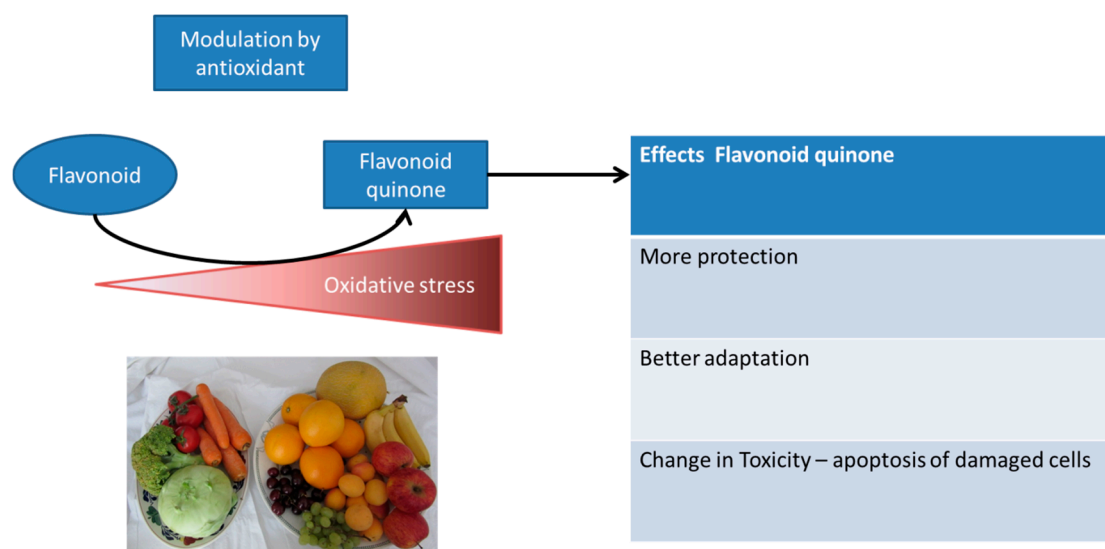 Modulation by
antioxidant
Flavonoid
Flavonoid
quinone
Oxidative stress
Effects Flavonoid quinone
More protection
Better adaptation
Change in Toxicity – apoptosis of damaged cells